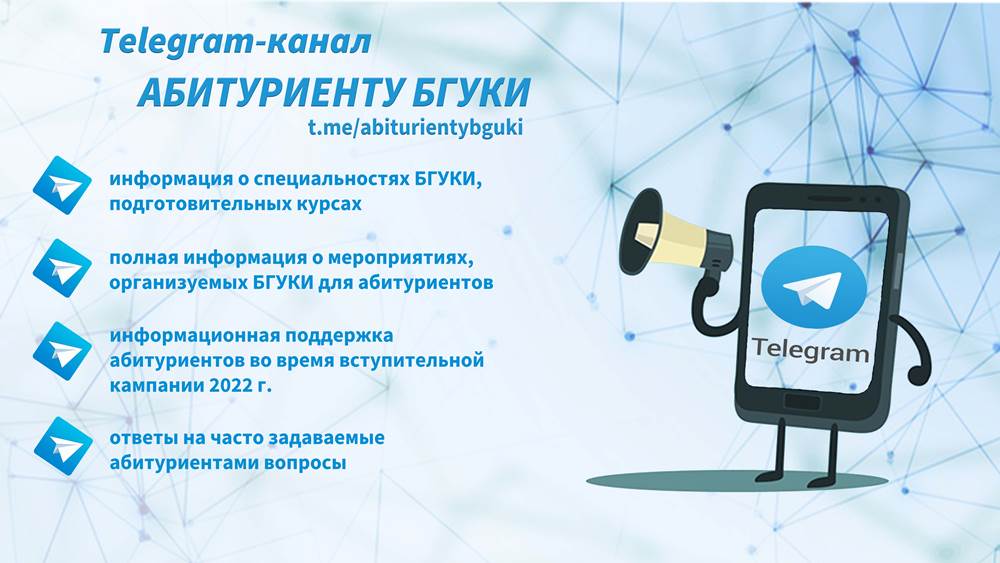 Telegram-канал
АБИТУРИЕНТУ БГУКИ
t.me/abiturientybguki
информация о специальностях БГУКИ,
подготовительных курсах
полная информация о мероприятиях,
организуемых БГУКИ для абитуриентов
информационная поддержка
абитуриентов во время вступительной
кампании 2022 г.
ответы на часто задаваемые
абитуриентами вопросы
Telegram